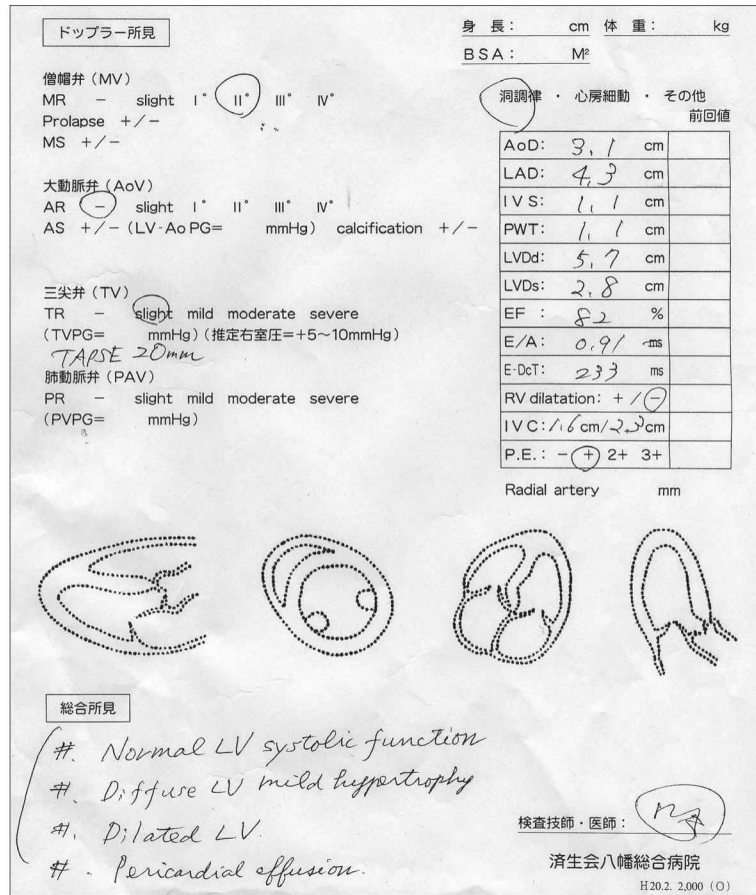 ドップラー所見
身 長： cm 体 重： kg
BSA： M²
僧帽弁（MV）
MR − slight Ⅰ° Ⅱ° Ⅲ° Ⅳ°
Prolapse +/−
MS +/−
大動脈弁（AoV）
AR − slight Ⅰ° Ⅱ° Ⅲ° Ⅳ°
AS +/−（LV-Ao PG= mmHg） calcification +/−
三尖弁（TV）
TR − slight mild moderate severe
（TVPG= mmHg）（推定右室圧=+5〜10mmHg）
TAPSE 20mm
肺動脈弁（PAV）
PR − slight mild moderate severe
（PVPG= mmHg）
洞調律 ・ 心房細動 ・ その他
前回値
AoD： 3.1 cm
LAD： 4.3 cm
IVS： 1.1 cm
PWT： 1.1 cm
LVDd： 5.7 cm
LVDs： 2.8 cm
EF ： 82 %
E/A： 0.91 ms
E-DcT： 233 ms
RV dilatation： + / −
IVC：1.6cm/2.3cm
P.E.： − + 2+ 3+
Radial artery mm
総合所見
#. Normal LV systolic function
#. Diffuse LV mild hypertrophy
#. Dilated LV.
#. Pericardial effusion.
検査技師・医師：
済生会八幡総合病院
H20.2. 2,000（O）